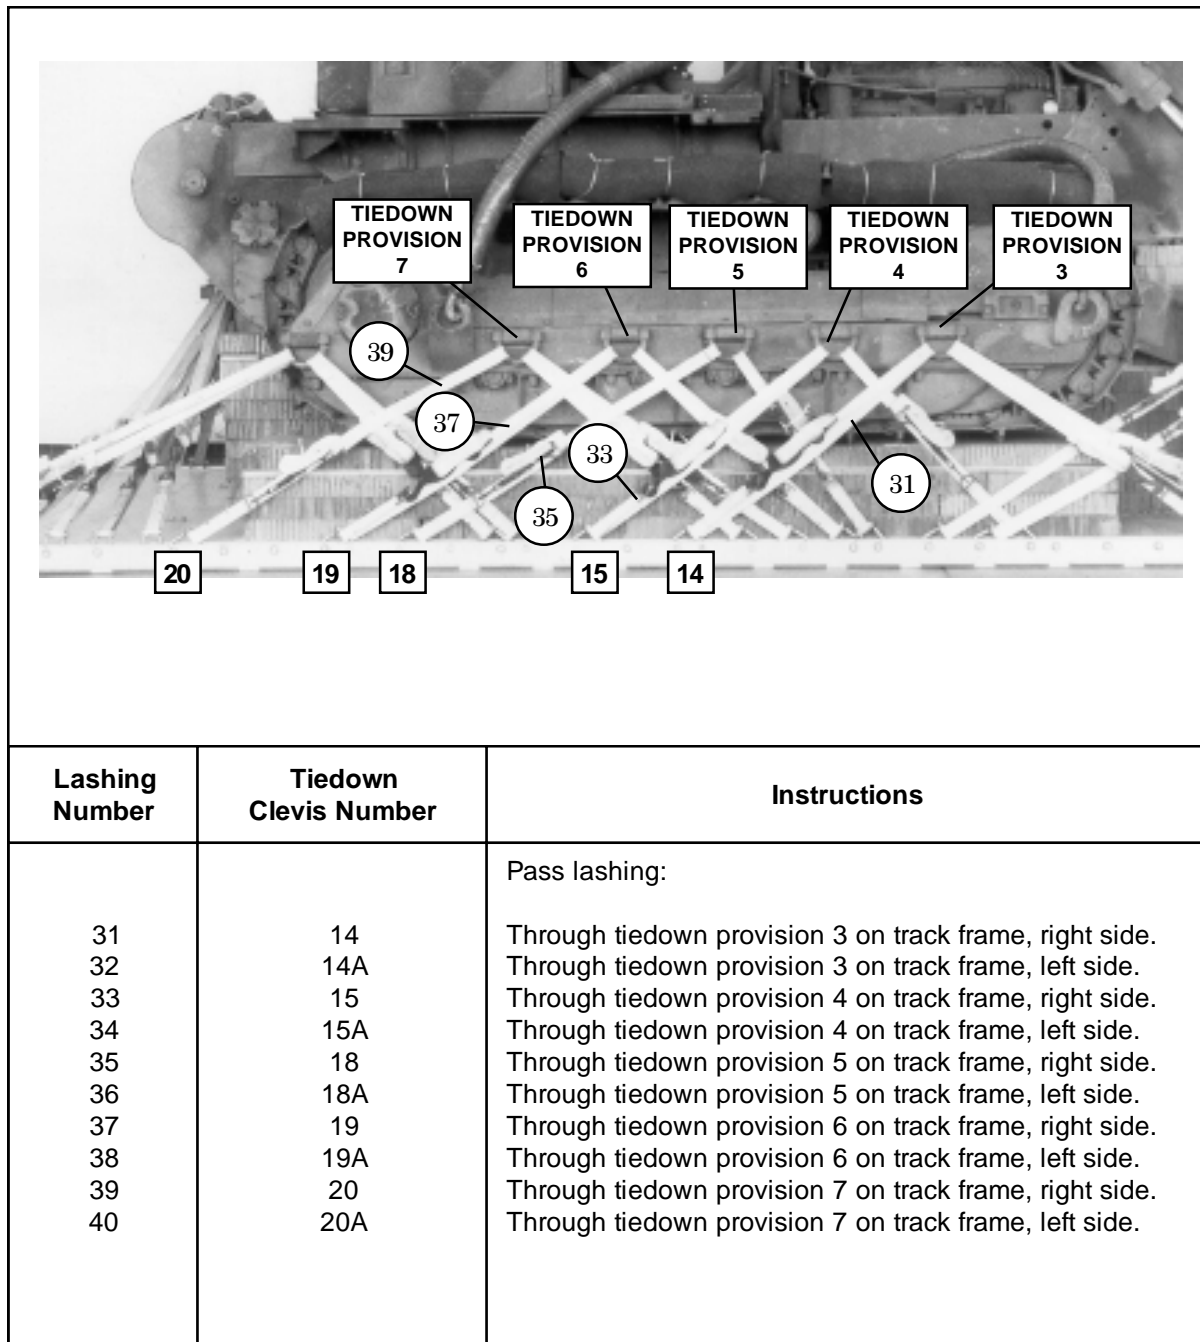 TIEDOWN PROVISION 7
TIEDOWN PROVISION 6
TIEDOWN PROVISION 5
TIEDOWN PROVISION 4
TIEDOWN PROVISION 3
39
37
33
31
35
20
19
18
15
14
Lashing Number
Tiedown Clevis Number
Instructions
Pass lashing:
31 14 Through tiedown provision 3 on track frame, right side.
32 14A Through tiedown provision 3 on track frame, left side.
33 15 Through tiedown provision 4 on track frame, right side.
34 15A Through tiedown provision 4 on track frame, left side.
35 18 Through tiedown provision 5 on track frame, right side.
36 18A Through tiedown provision 5 on track frame, left side.
37 19 Through tiedown provision 6 on track frame, right side.
38 19A Through tiedown provision 6 on track frame, left side.
39 20 Through tiedown provision 7 on track frame, right side.
40 20A Through tiedown provision 7 on track frame, left side.